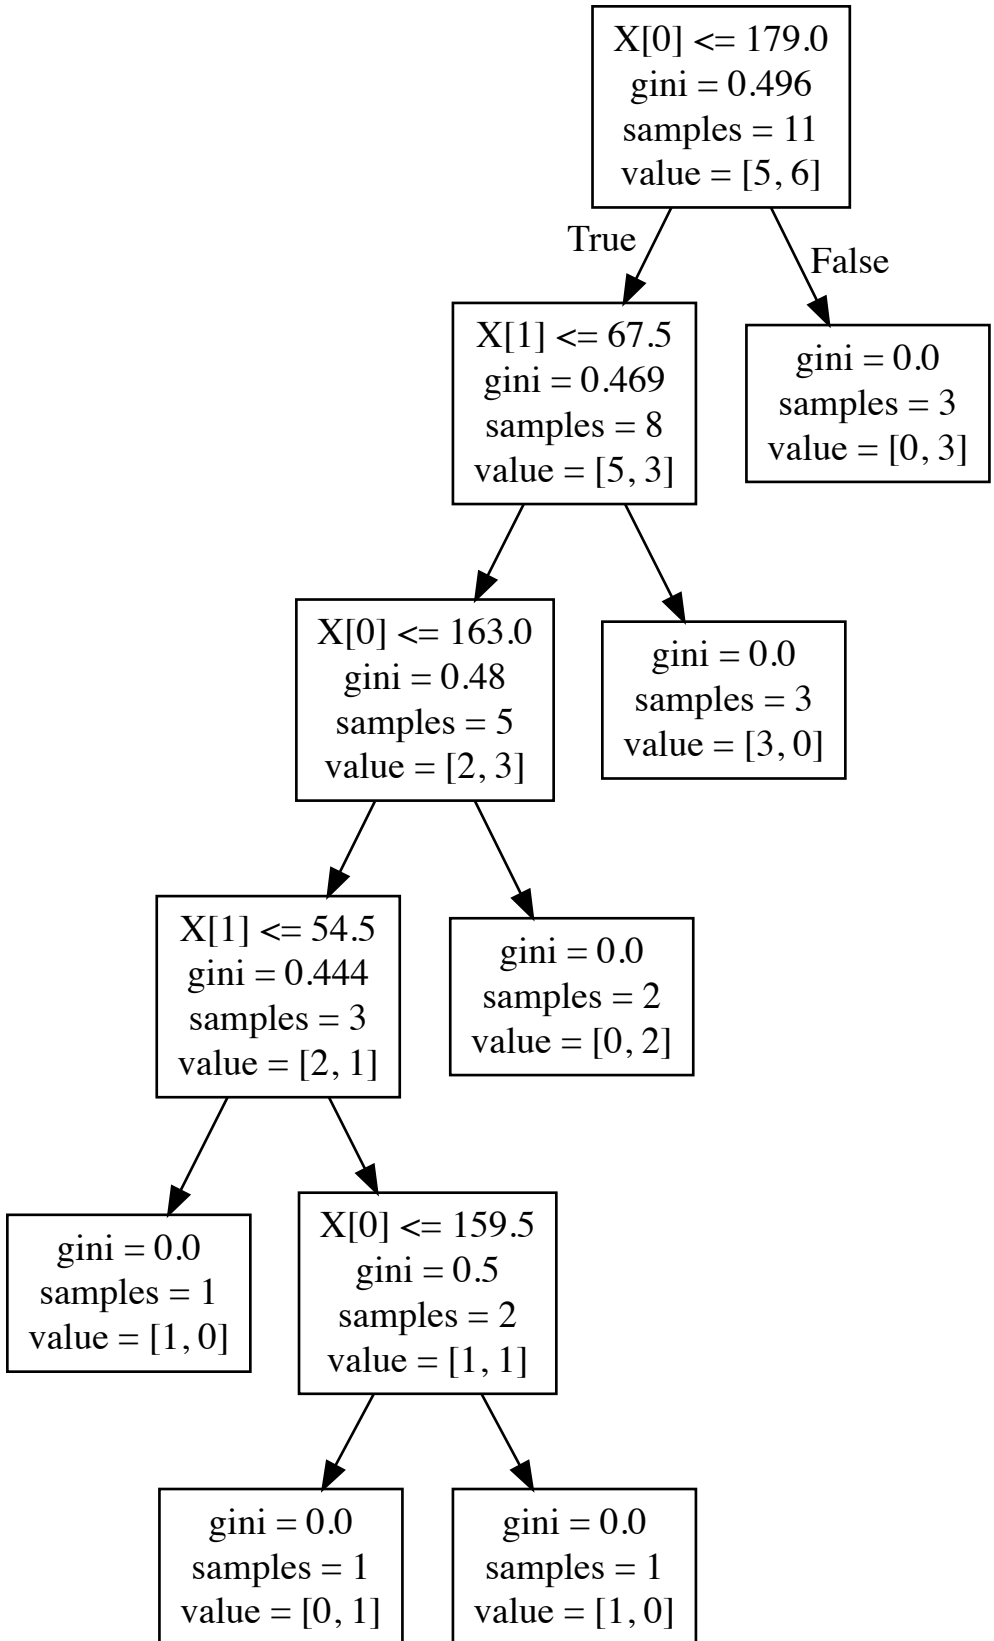 X[0] <= 179.0
gini = 0.496
samples = 11
value = [5, 6]
True
False
X[1] <= 67.5
gini = 0.469
samples = 8
value = [5, 3]
gini = 0.0
samples = 3
value = [0, 3]
X[0] <= 163.0
gini = 0.48
samples = 5
value = [2, 3]
gini = 0.0
samples = 3
value = [3, 0]
X[1] <= 54.5
gini = 0.444
samples = 3
value = [2, 1]
gini = 0.0
samples = 2
value = [0, 2]
gini = 0.0
samples = 1
value = [1, 0]
X[0] <= 159.5
gini = 0.5
samples = 2
value = [1, 1]
gini = 0.0
samples = 1
value = [0, 1]
gini = 0.0
samples = 1
value = [1, 0]